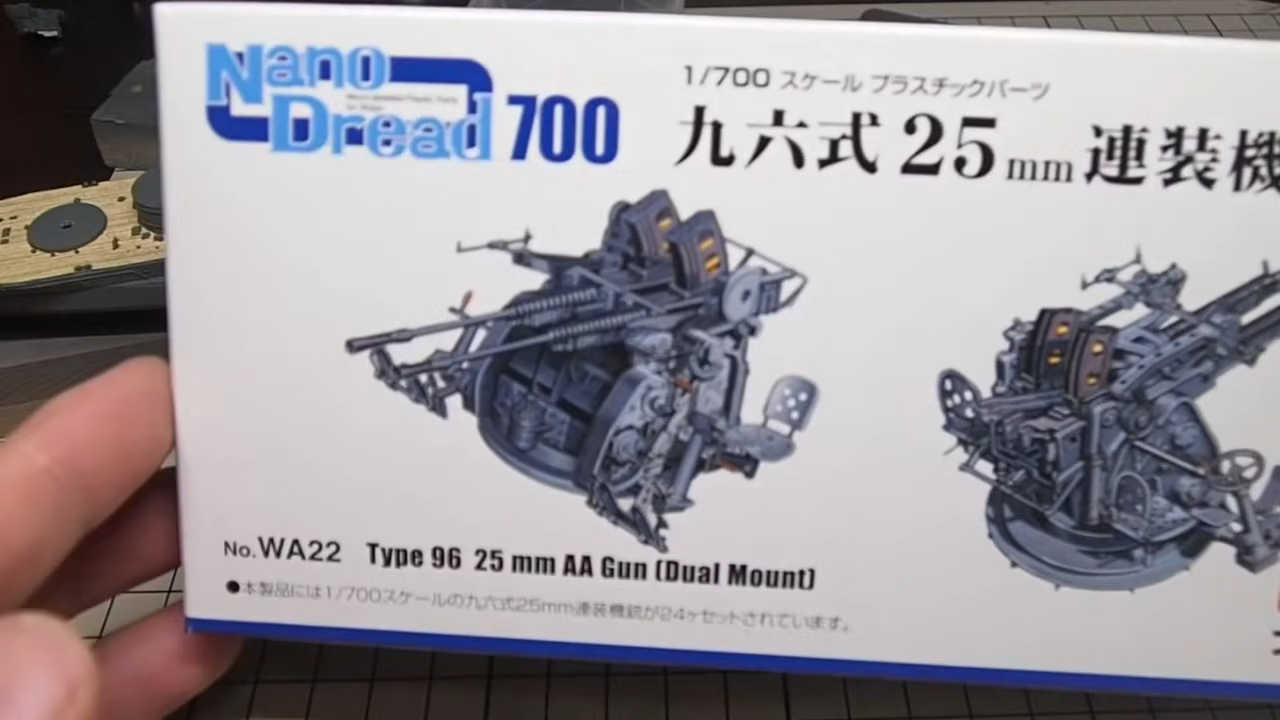 Nano
Dread 700
1/700 スケール プラスチックパーツ
九六式 25mm 連装機
No.WA22 Type 96 25 mm AA Gun (Dual Mount)
●本製品には1/700スケールの九六式25mm連装機銃が24ヶセットされています。